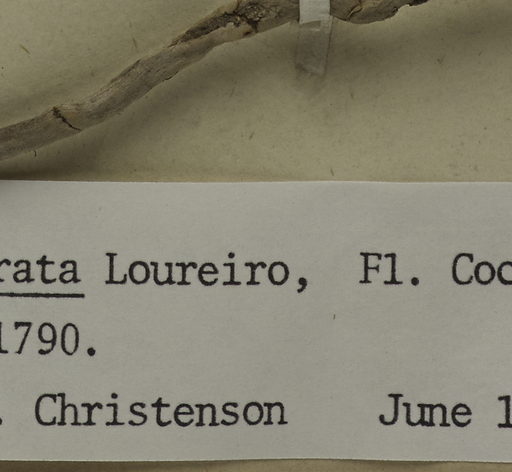 rata Loureiro, Fl. Coc
1790.
. Christenson June 1